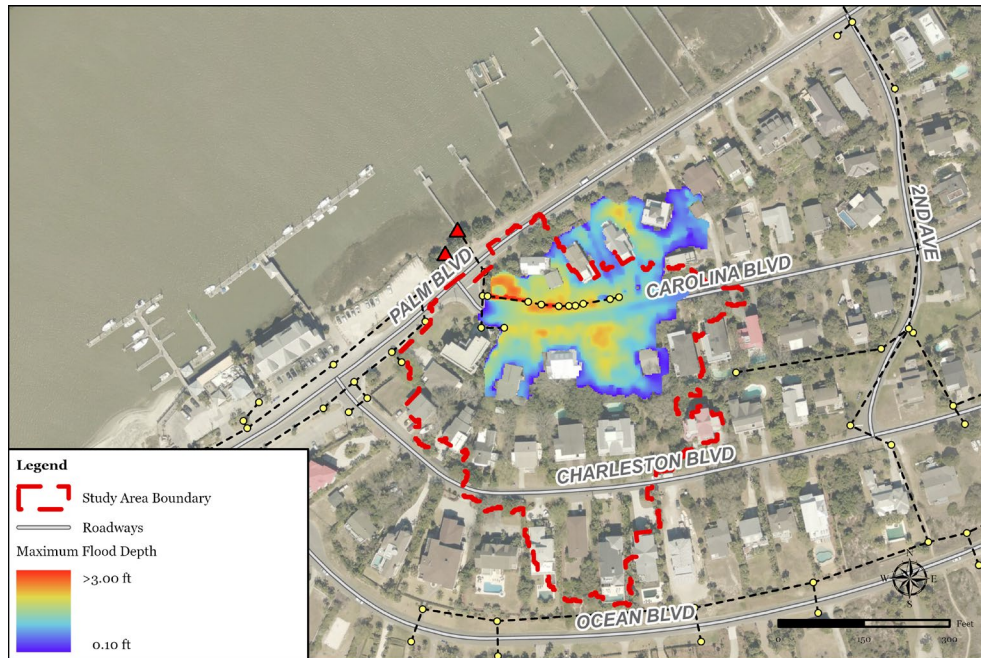 PALM BLVD
CAROLINA BLVD
2ND AVE
CHARLESTON BLVD
OCEAN BLVD
Legend
Study Area Boundary
Roadways
Maximum Flood Depth
>3.00 ft
0.10 ft
N
W E
S
Feet
0 150 300